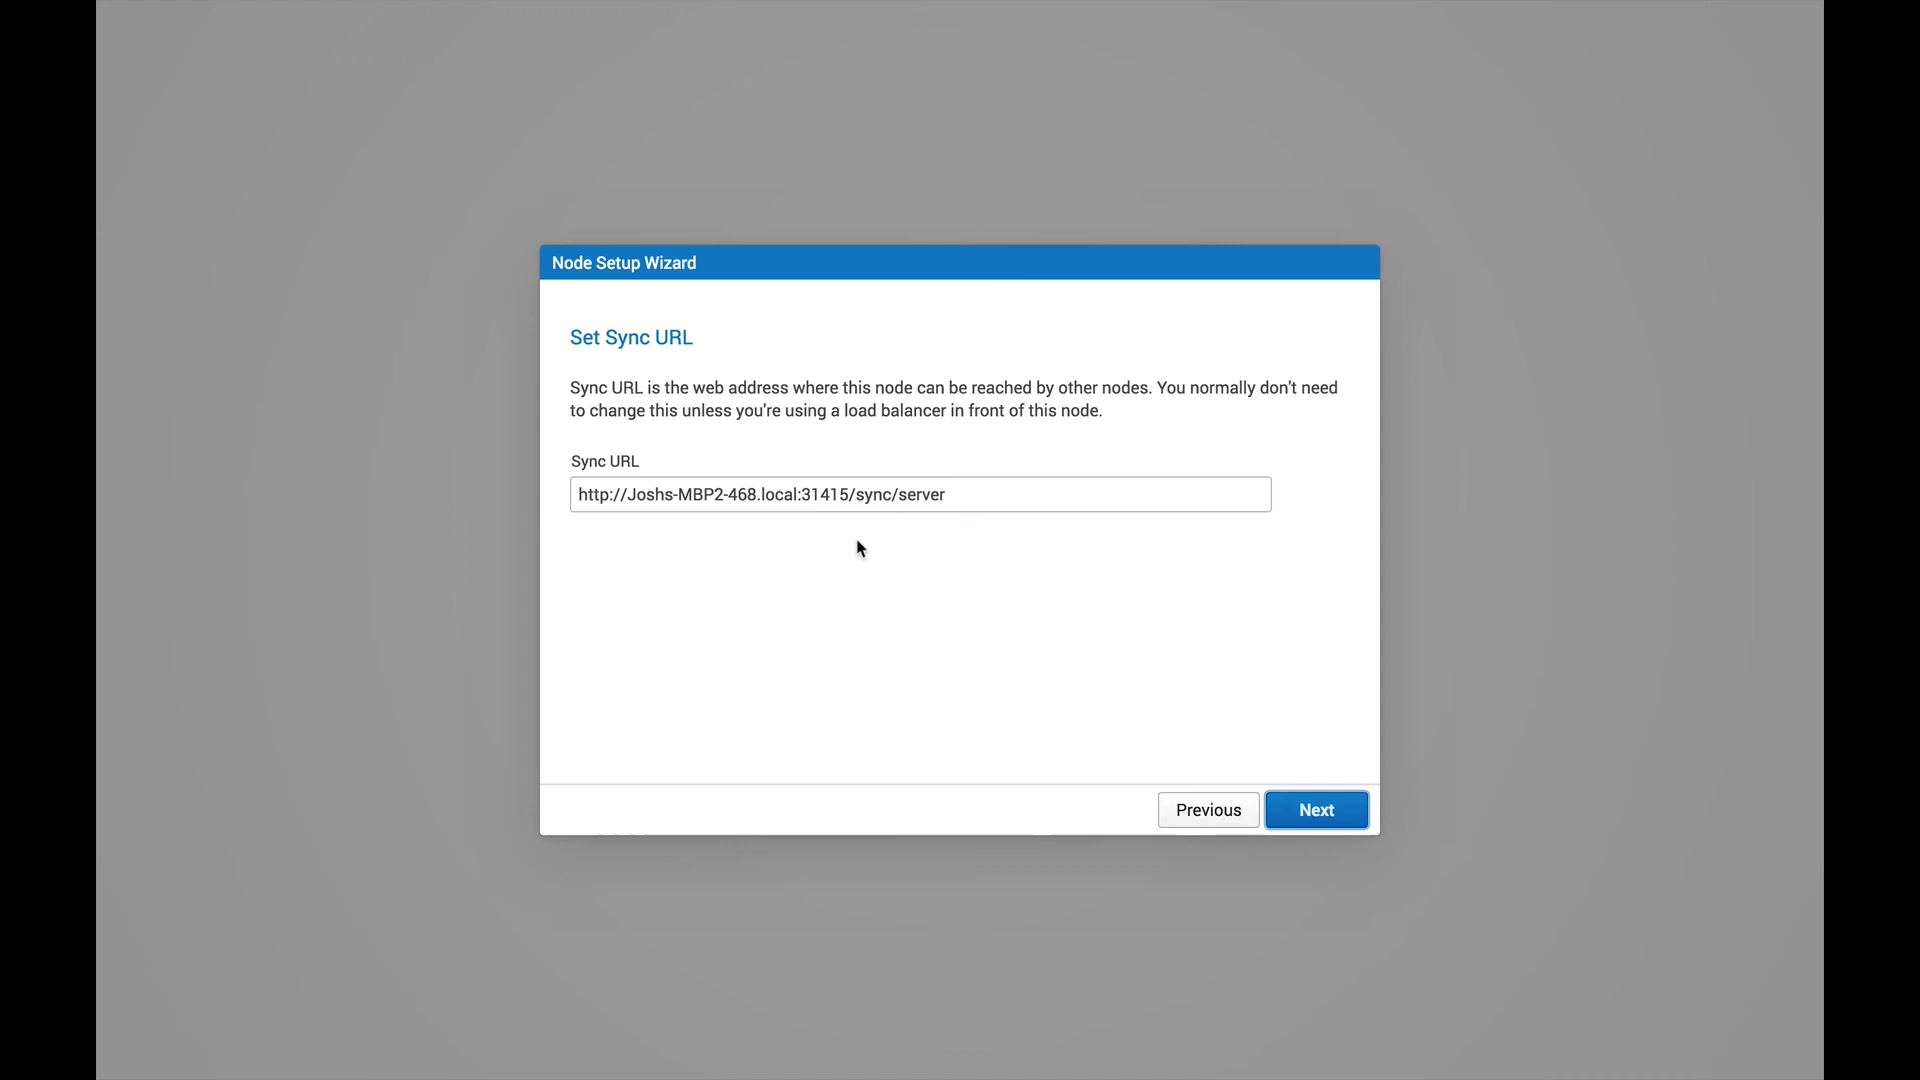 Node Setup Wizard
Set Sync URL
Sync URL is the web address where this node can be reached by other nodes. You normally don't need
to change this unless you're using a load balancer in front of this node.
Sync URL
http://Joshs-MBP2-468.local:31415/sync/server
Previous Next